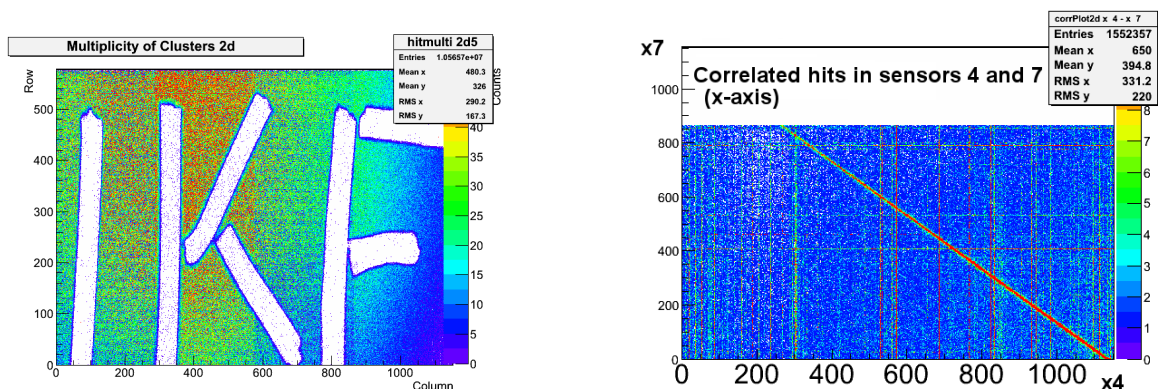 Multiplicity of Clusters 2d
hitmulti 2d5
Entries 1.05657e+07
Mean x 480.3
Mean y 326
RMS x 290.2
RMS y 167.3
Row
Counts
500
400
300
200
100
0
IKF
40
35
30
25
20
15
10
5
0
0 200 400 600 800 1000
Column
corrPlot2d x 4 - x 7
Entries 1552357
Mean x 650
Mean y 394.8
RMS x 331.2
RMS y 220
x7
Correlated hits in sensors 4 and 7
(x-axis)
1000
800
600
400
200
0
8
7
6
5
4
3
2
1
0
0 200 400 600 800 1000 x4